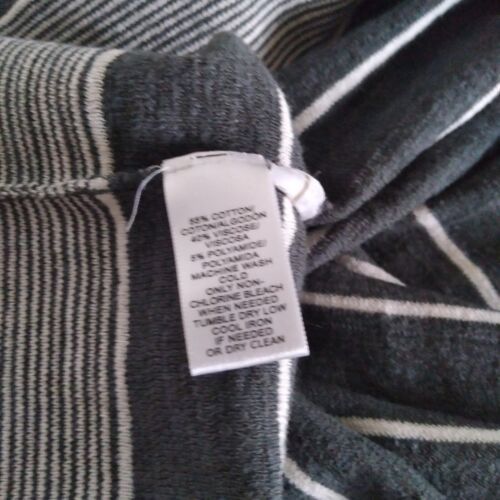 55% COTTON/
COTON/ALGODON
40% VISCOSE/
VISCOSA
5% POLYAMIDE/
POLYAMIDA
MACHINE WASH
COLD
ONLY NON-
CHLORINE BLEACH
WHEN NEEDED
TUMBLE DRY LOW
COOL IRON
IF NEEDED
OR DRY CLEAN